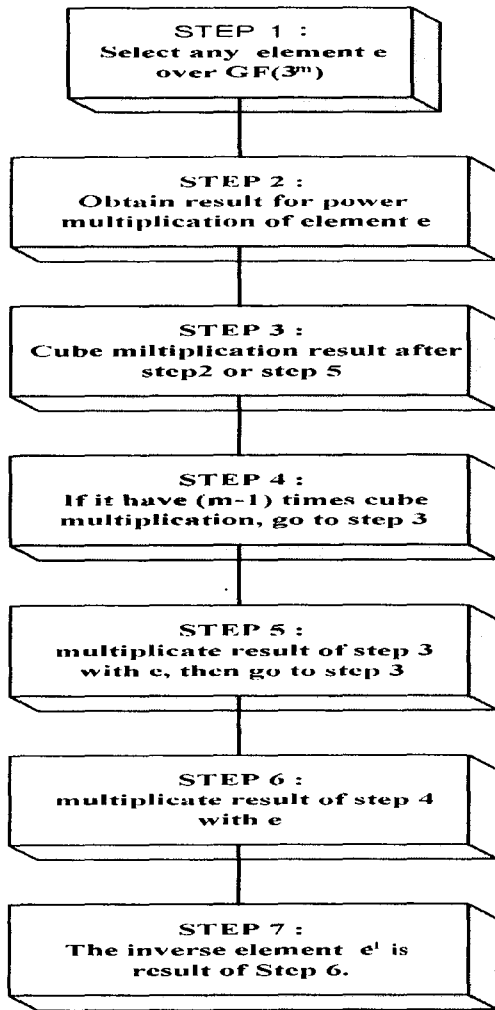 STEP 1 :
Select any element e
over GF(3^m)
STEP 2 :
Obtain result for power
multiplication of element e
STEP 3 :
Cube miltiplication result after
step2 or step 5
STEP 4 :
If it have (m-1) times cube
multiplication, go to step 3
STEP 5 :
multiplicate result of step 3
with e, then go to step 3
STEP 6 :
multiplicate result of step 4
with e
STEP 7 :
The inverse element e^1 is
result of Step 6.